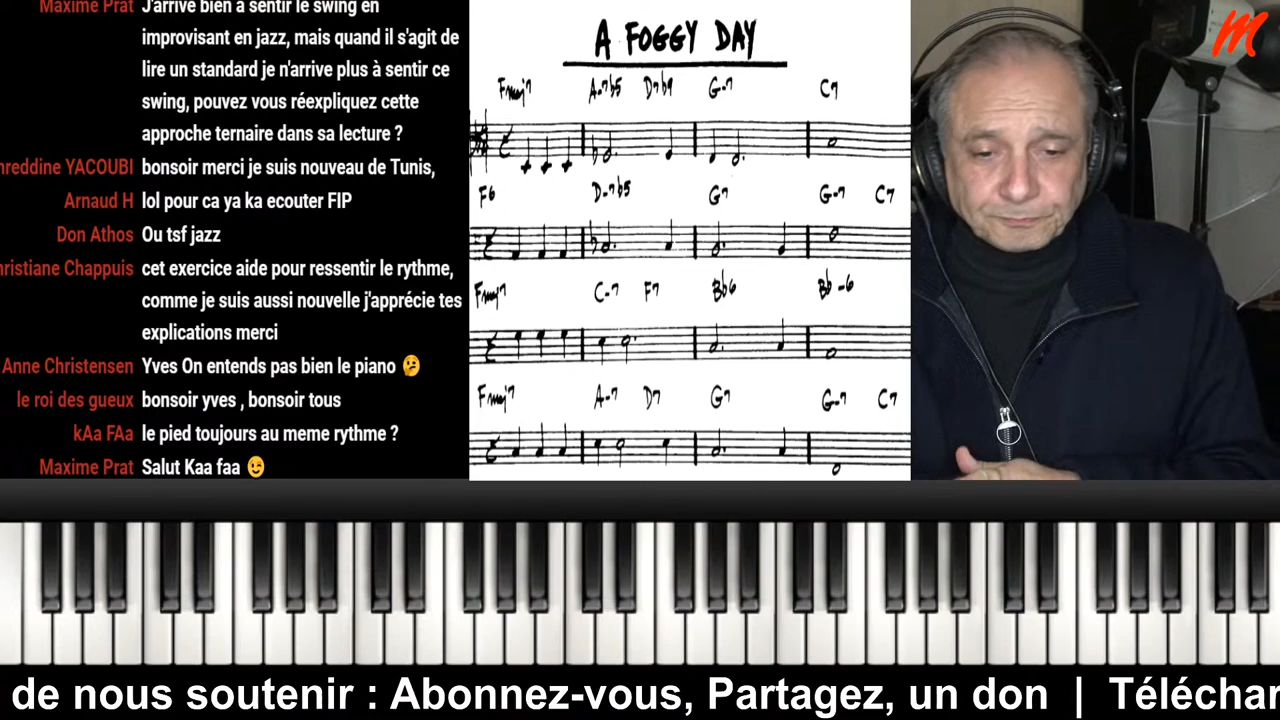 Maxime Prat J'arrive bien à sentir le swing en
improvisant en jazz, mais quand il s'agit de
lire un standard je n'arrive plus à sentir ce
swing, pouvez vous réexpliquez cette
approche ternaire dans sa lecture ?
hreddine YACOUBI bonsoir merci je suis nouveau de Tunis,
Arnaud H lol pour ca ya ka ecouter FIP
Don Athos Ou tsf jazz
hristiane Chappuis cet exercice aide pour ressentir le rythme,
comme je suis aussi nouvelle j'apprécie tes
explications merci
Anne Christensen Yves On entends pas bien le piano 🤔
le roi des gueux bonsoir yves , bonsoir tous
kAa FAa le pied toujours au meme rythme ?
Maxime Prat Salut Kaa faa 😉
A FOGGY DAY
Fmaj7 A-7b5 D7b9 G-7 C7
F6 D-7b5 G7 G-7 C7
Fmaj7 C-7 F7 Bb6 Bb-6
Fmaj7 A-7 D7 G7 G-7 C7
M
de nous soutenir : Abonnez-vous, Partagez, un don | Téléchar